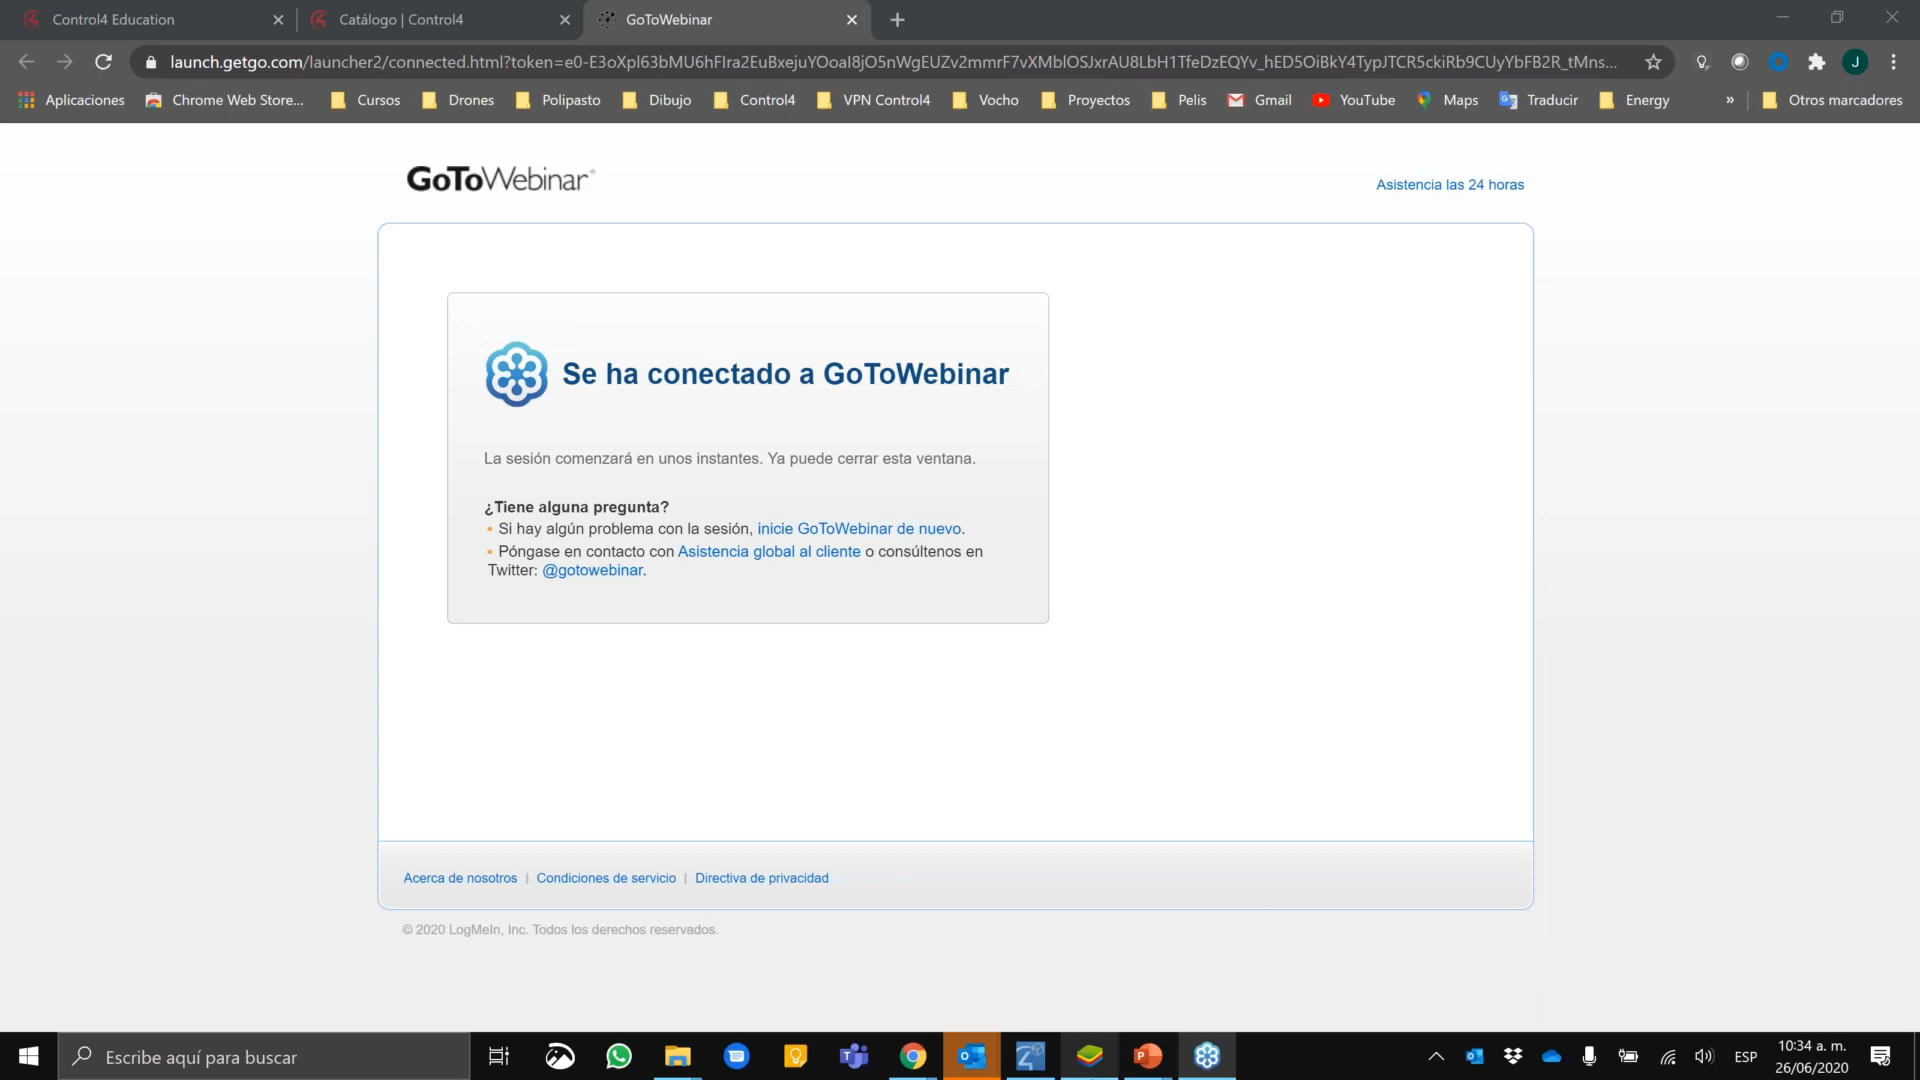 Control4 Education
Catálogo | Control4
GoToWebinar
launch.getgo.com/launcher2/connected.html?token=e0-E3oXpl63bMU6hFIra2EuBxejuYOoaI8jO5nWgEUZv2mmrF7vXMblOSJxrAU8LbH1TfeDzEQYv_hED5OiBkY4TypJTCR5ckiRb9CUyYbFB2R_tMns...
J
Aplicaciones
Chrome Web Store...
Cursos
Drones
Polipasto
Dibujo
Control4
VPN Control4
Vocho
Proyectos
Pelis
Gmail
YouTube
Maps
Traducir
Energy
»
Otros marcadores
GoToWebinar
Asistencia las 24 horas
Se ha conectado a GoToWebinar
La sesión comenzará en unos instantes. Ya puede cerrar esta ventana.
¿Tiene alguna pregunta?
Si hay algún problema con la sesión, inicie GoToWebinar de nuevo.
Póngase en contacto con Asistencia global al cliente o consúltenos en
Twitter: @gotowebinar.
Acerca de nosotros | Condiciones de servicio | Directiva de privacidad
© 2020 LogMeIn, Inc. Todos los derechos reservados.
Escribe aquí para buscar
ESP
10:34 a. m.
26/06/2020